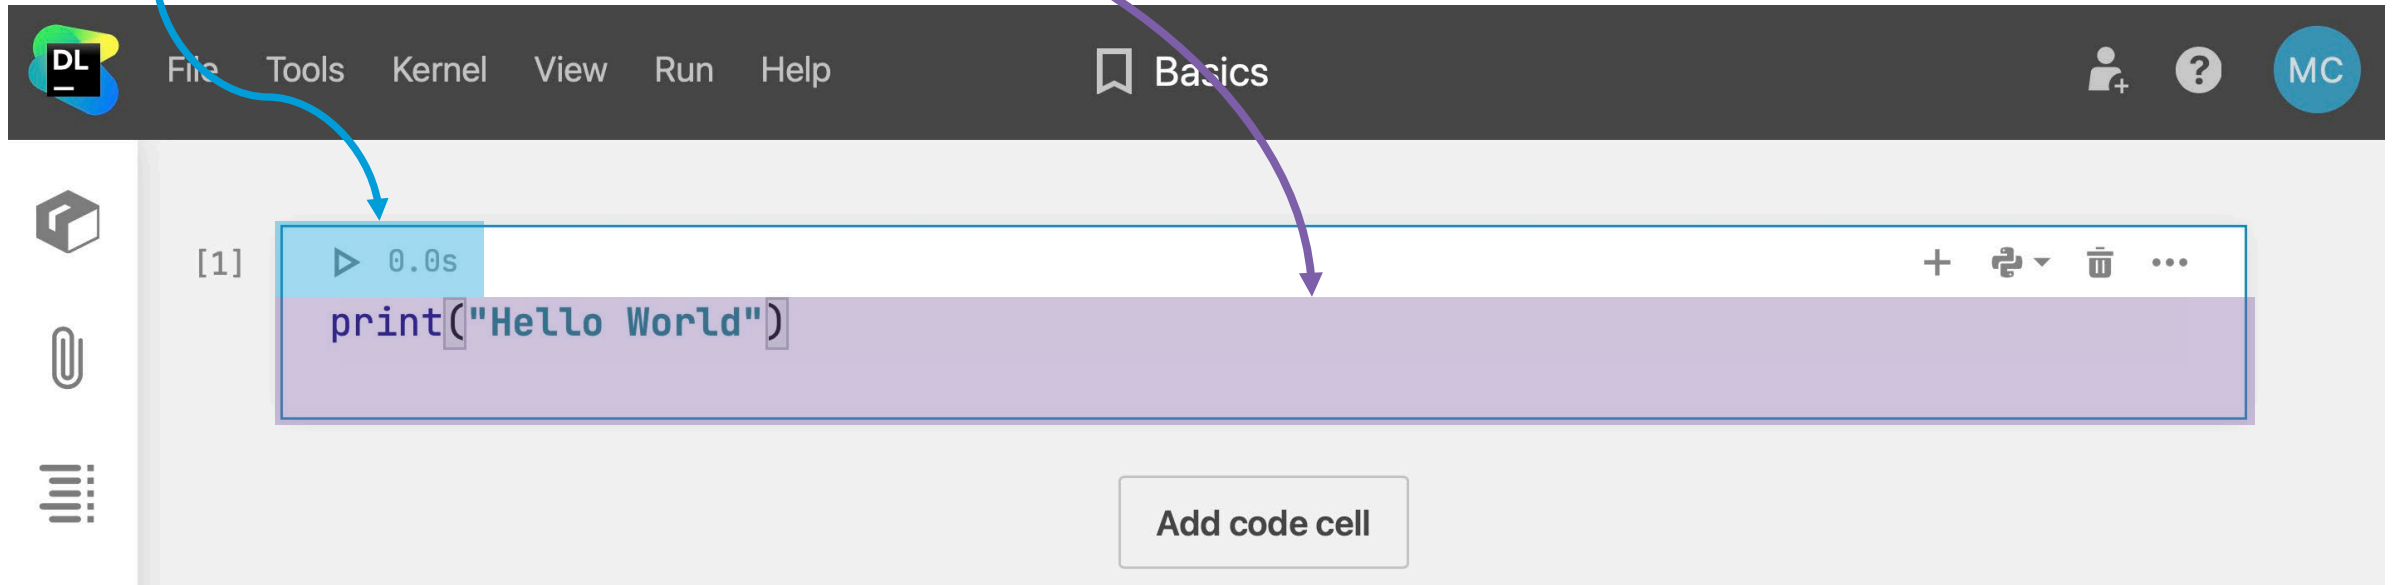 DL
File Tools Kernel View Run Help
Basics
MC
[1]
0.0s
print("Hello World")
Add code cell